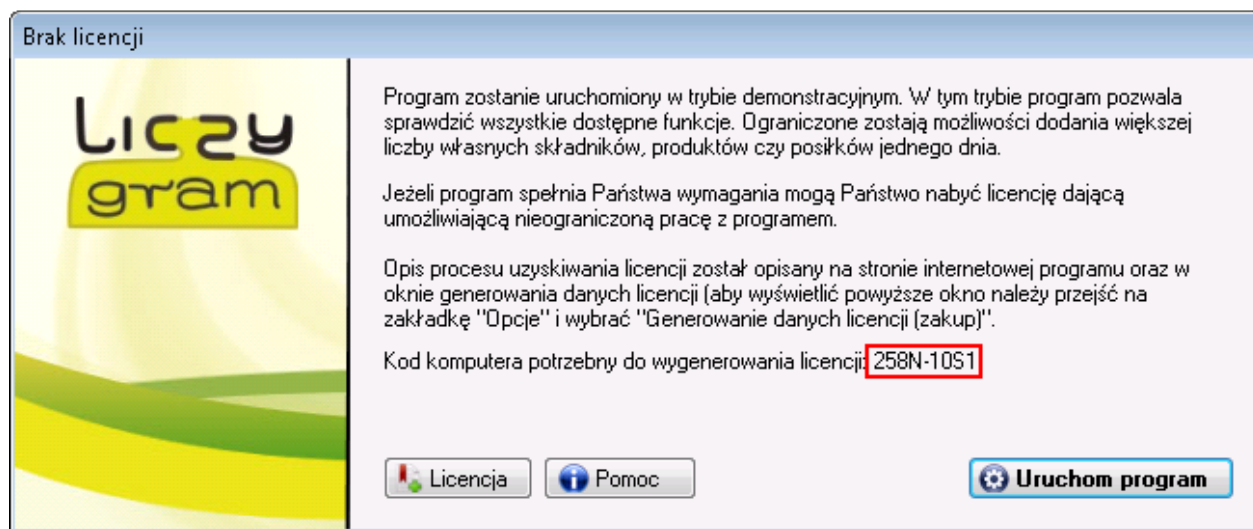 Brak licencji
Liczy
gram
Program zostanie uruchomiony w trybie demonstracyjnym. W tym trybie program pozwala
sprawdzić wszystkie dostępne funkcje. Ograniczone zostają możliwości dodania większej
liczby własnych składników, produktów czy posiłków jednego dnia.
Jeżeli program spełnia Państwa wymagania mogą Państwo nabyć licencję dającą
umożliwiającą nieograniczoną pracę z programem.
Opis procesu uzyskiwania licencji został opisany na stronie internetowej programu oraz w
oknie generowania danych licencji (aby wyświetlić powyższe okno należy przejść na
zakładkę "Opcje" i wybrać "Generowanie danych licencji (zakup)".
Kod komputera potrzebny do wygenerowania licencji: 258N-10S1
Licencja
Pomoc
Uruchom program